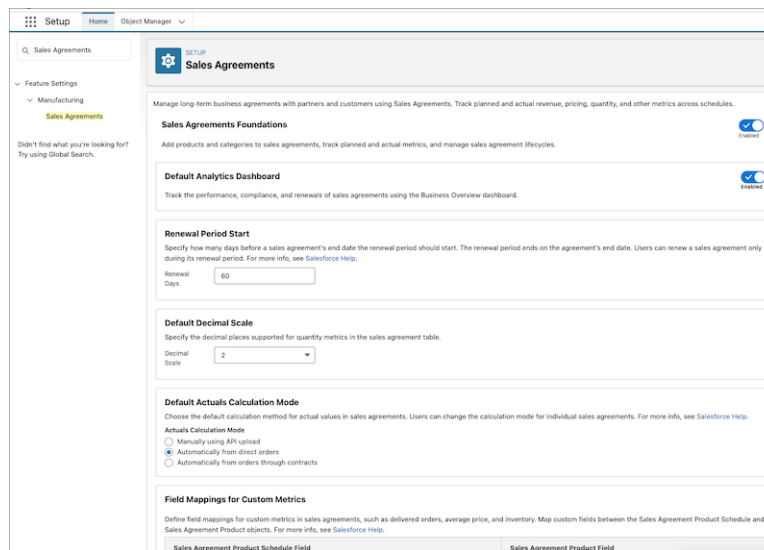 Setup
Home
Object Manager
Sales Agreements
Feature Settings
Manufacturing
Sales Agreements
Didn't find what you're looking for?
Try using Global Search.
SETUP
Sales Agreements
Manage long-term business agreements with partners and customers using Sales Agreements. Track planned and actual revenue, pricing, quantity, and other metrics across schedules.
Sales Agreements Foundations
Enabled
Add products and categories to sales agreements, track planned and actual metrics, and manage sales agreement lifecycles.
Default Analytics Dashboard
Enabled
Track the performance, compliance, and renewals of sales agreements using the Business Overview dashboard.
Renewal Period Start
Specify how many days before a sales agreement's end date the renewal period should start. The renewal period ends on the agreement's end date. Users can renew a sales agreement only
during its renewal period. For more info, see Salesforce Help.
Renewal
Days
60
Default Decimal Scale
Specify the decimal places supported for quantity metrics in the sales agreement table.
Decimal
Scale
2
Default Actuals Calculation Mode
Choose the default calculation method for actual values in sales agreements. Users can change the calculation mode for individual sales agreements. For more info, see Salesforce Help.
Actuals Calculation Mode
Manually using API upload
Automatically from direct orders
Automatically from orders through contracts
Field Mappings for Custom Metrics
Define field mappings for custom metrics in sales agreements, such as delivered orders, average price, and inventory. Map custom fields between the Sales Agreement Product Schedule and
Sales Agreement Product objects. For more info, see Salesforce Help.
Sales Agreement Product Schedule Field
Sales Agreement Product Field